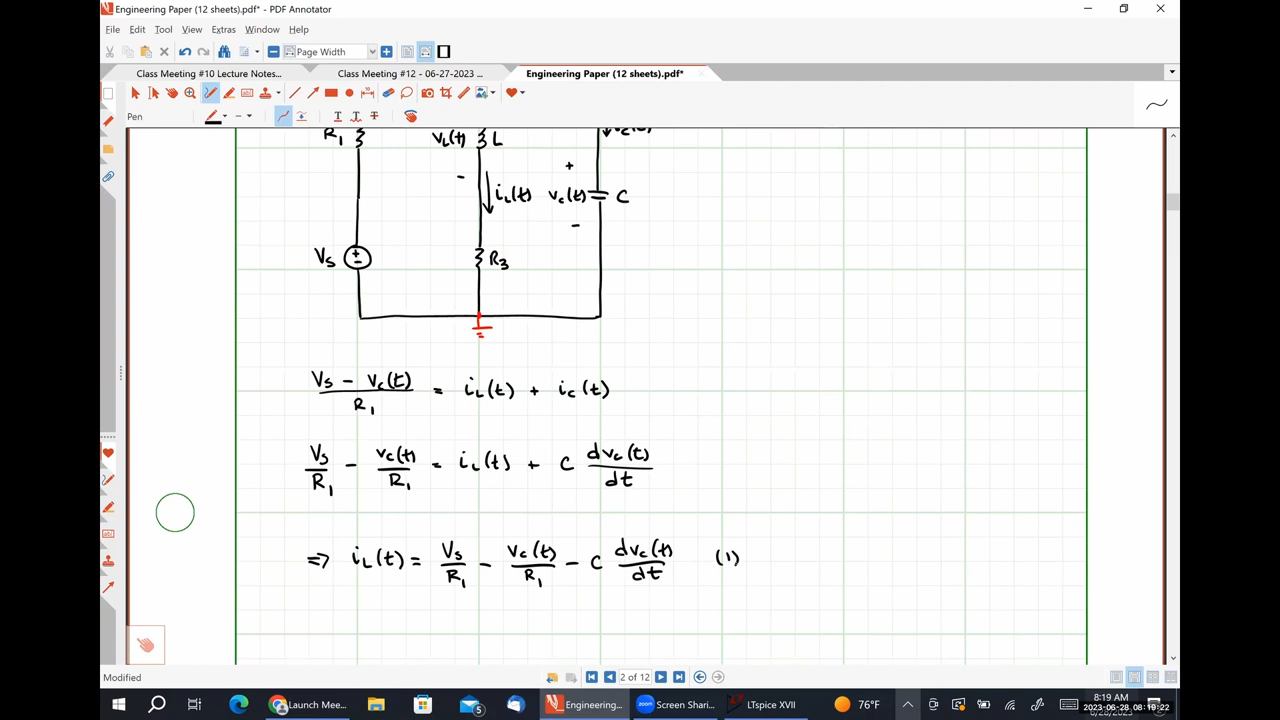 Engineering Paper (12 sheets).pdf* - PDF Annotator
File Edit Tool View Extras Window Help
Page Width
Class Meeting #10 Lecture Notes... Class Meeting #12 - 06-27-2023 ... Engineering Paper (12 sheets).pdf*
Pen
R₁ vL(t) L
+
- iL(t) vc(t) C
-
Vs + - R₃
Vs - vc(t) / R₁ = iL(t) + ic(t)
Vs/R₁ - vc(t)/R₁ = iL(t) + C dvc(t)/dt
⇒ iL(t) = Vs/R₁ - vc(t)/R₁ - C dvc(t)/dt (1)
Modified 2 of 12
Launch Mee... 5 Engineering... zoom Screen Shari... LTspice XVII 76°F 8:19 AM
2023-06-28 08:19:22